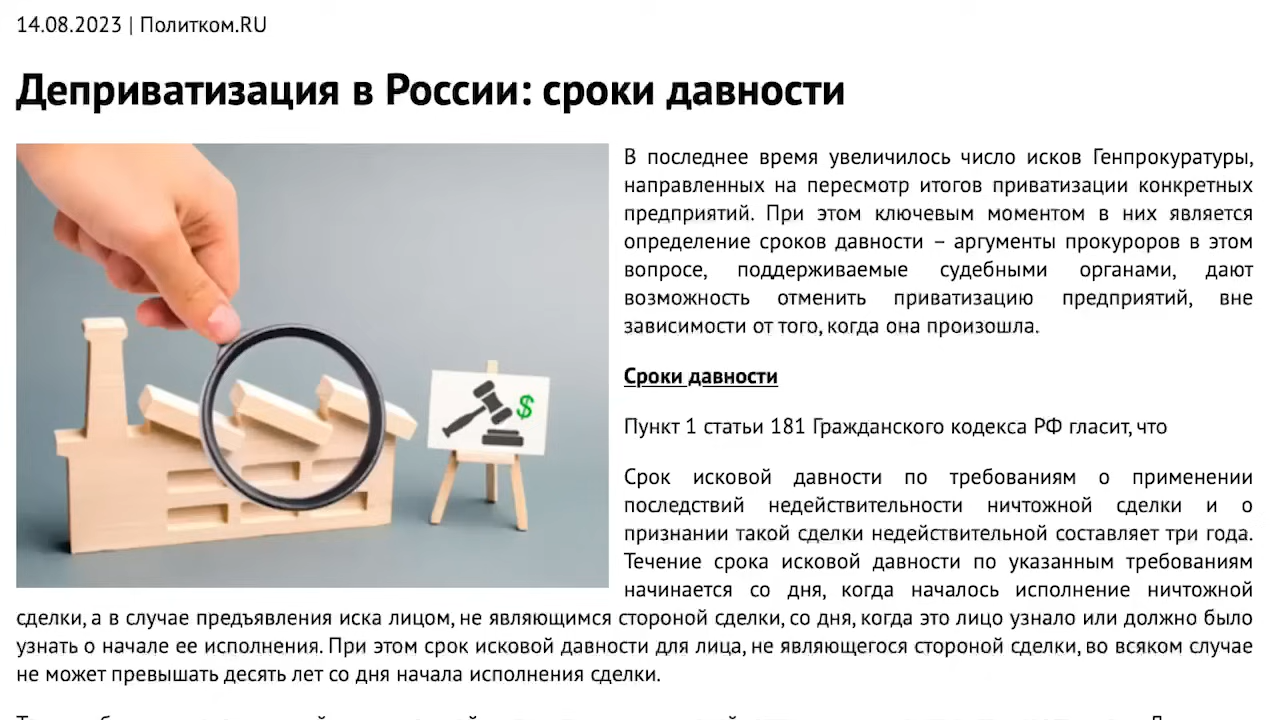 14.08.2023 | Политком.RU
Деприватизация в России: сроки давности
В последнее время увеличилось число исков Генпрокуратуры,
направленных на пересмотр итогов приватизации конкретных
предприятий. При этом ключевым моментом в них является
определение сроков давности – аргументы прокуроров в этом
вопросе, поддерживаемые судебными органами, дают
возможность отменить приватизацию предприятий, вне
зависимости от того, когда она произошла.
Сроки давности
Пункт 1 статьи 181 Гражданского кодекса РФ гласит, что
Срок исковой давности по требованиям о применении
последствий недействительности ничтожной сделки и о
признании такой сделки недействительной составляет три года.
Течение срока исковой давности по указанным требованиям
начинается со дня, когда началось исполнение ничтожной
сделки, а в случае предъявления иска лицом, не являющимся стороной сделки, со дня, когда это лицо узнало или должно было
узнать о начале ее исполнения. При этом срок исковой давности для лица, не являющегося стороной сделки, во всяком случае
не может превышать десять лет со дня начала исполнения сделки.
$